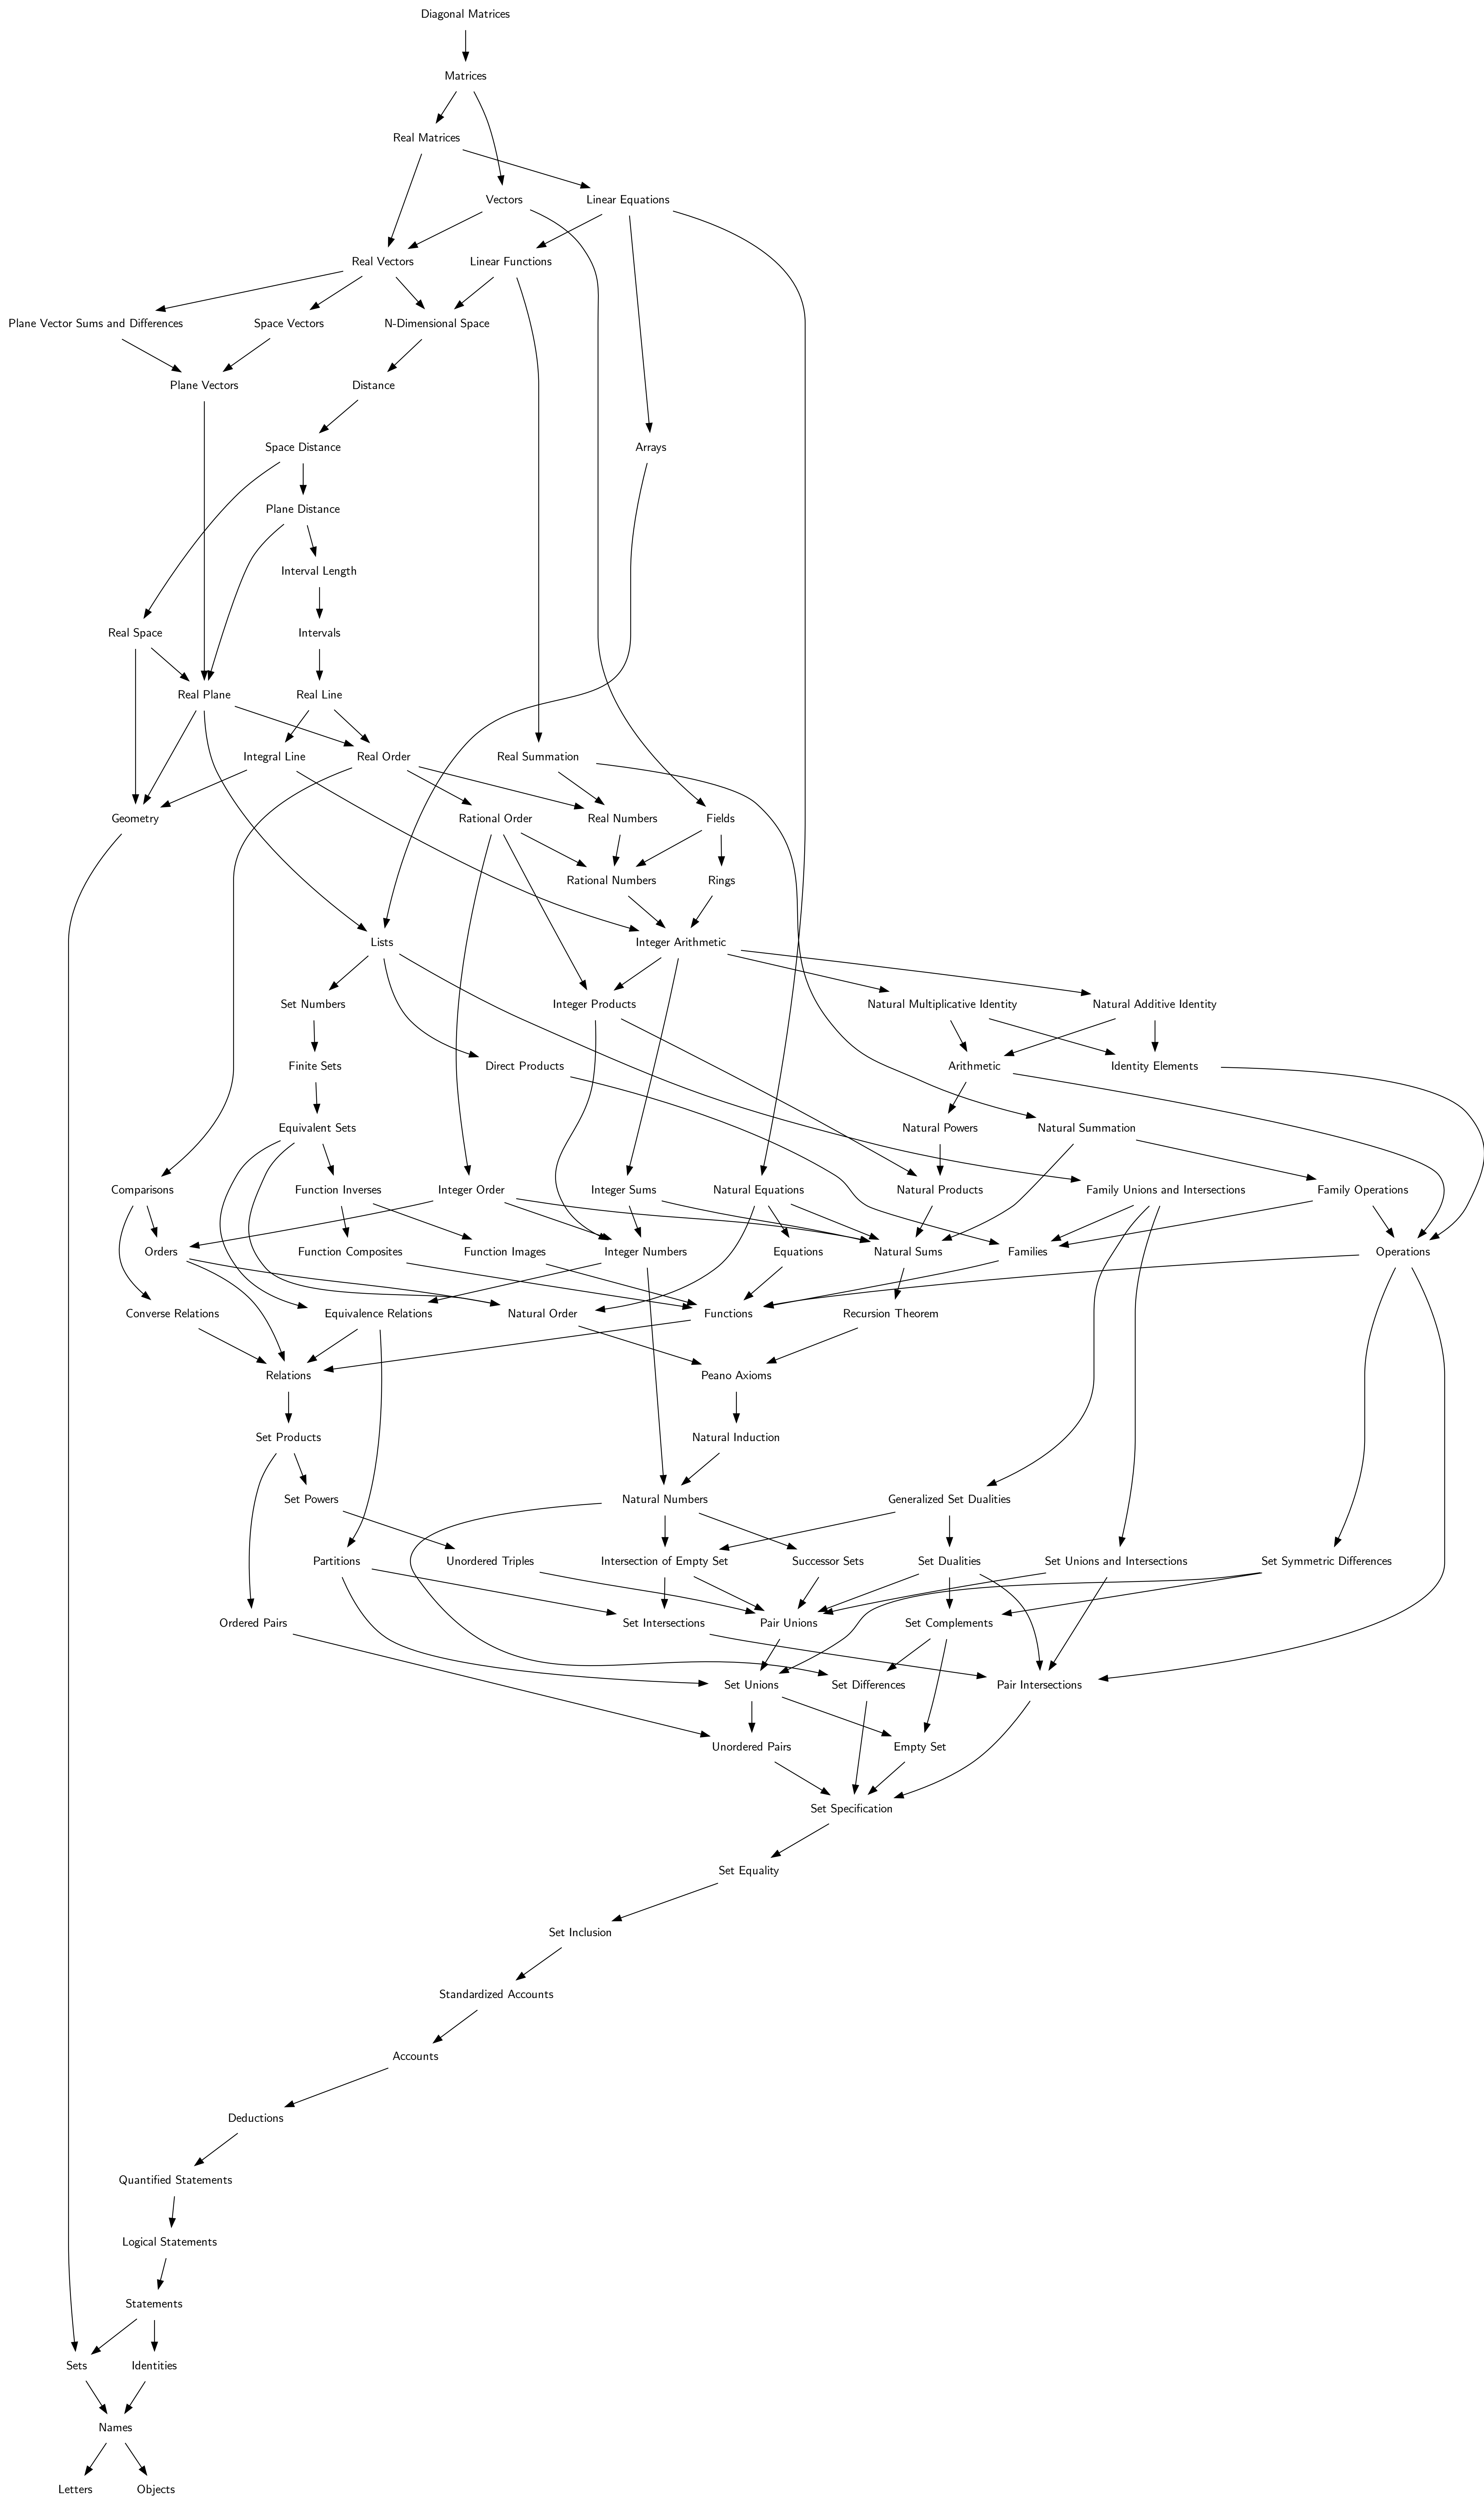 Diagonal Matrices
Matrices
Real Matrices
Vectors
Linear Equations
Real Vectors
Linear Functions
Plane Vector Sums and Differences
Space Vectors
N-Dimensional Space
Plane Vectors
Distance
Space Distance
Arrays
Plane Distance
Interval Length
Real Space
Intervals
Real Plane
Real Line
Integral Line
Real Order
Real Summation
Geometry
Rational Order
Real Numbers
Fields
Rational Numbers
Rings
Lists
Integer Arithmetic
Set Numbers
Integer Products
Natural Multiplicative Identity
Natural Additive Identity
Finite Sets
Direct Products
Arithmetic
Identity Elements
Equivalent Sets
Natural Powers
Natural Summation
Comparisons
Function Inverses
Integer Order
Integer Sums
Natural Equations
Natural Products
Family Unions and Intersections
Family Operations
Orders
Function Composites
Function Images
Integer Numbers
Equations
Natural Sums
Families
Operations
Converse Relations
Equivalence Relations
Natural Order
Functions
Recursion Theorem
Relations
Peano Axioms
Set Products
Natural Induction
Set Powers
Natural Numbers
Generalized Set Dualities
Partitions
Unordered Triples
Intersection of Empty Set
Successor Sets
Set Dualities
Set Unions and Intersections
Set Symmetric Differences
Ordered Pairs
Set Intersections
Pair Unions
Set Complements
Set Unions
Set Differences
Pair Intersections
Unordered Pairs
Empty Set
Set Specification
Set Equality
Set Inclusion
Standardized Accounts
Accounts
Deductions
Quantified Statements
Logical Statements
Statements
Sets
Identities
Names
Letters
Objects